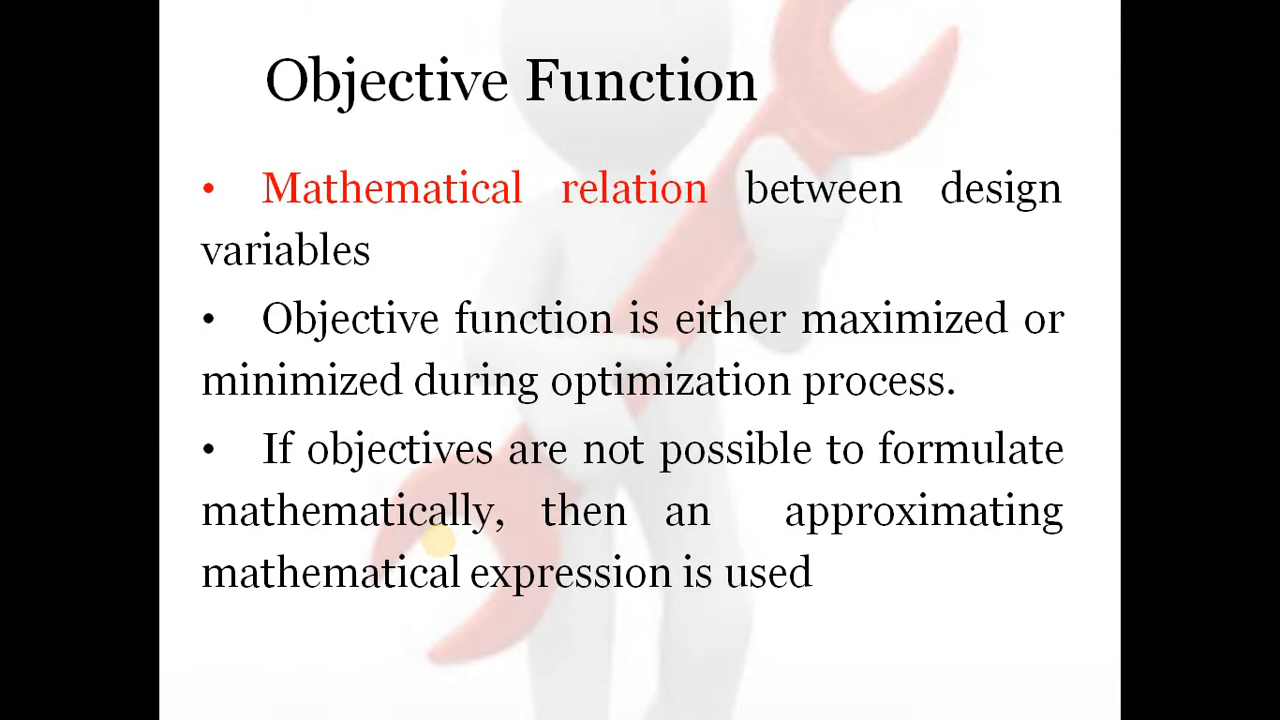 Objective Function
• Mathematical relation between design
variables
• Objective function is either maximized or
minimized during optimization process.
• If objectives are not possible to formulate
mathematically, then an approximating
mathematical expression is used